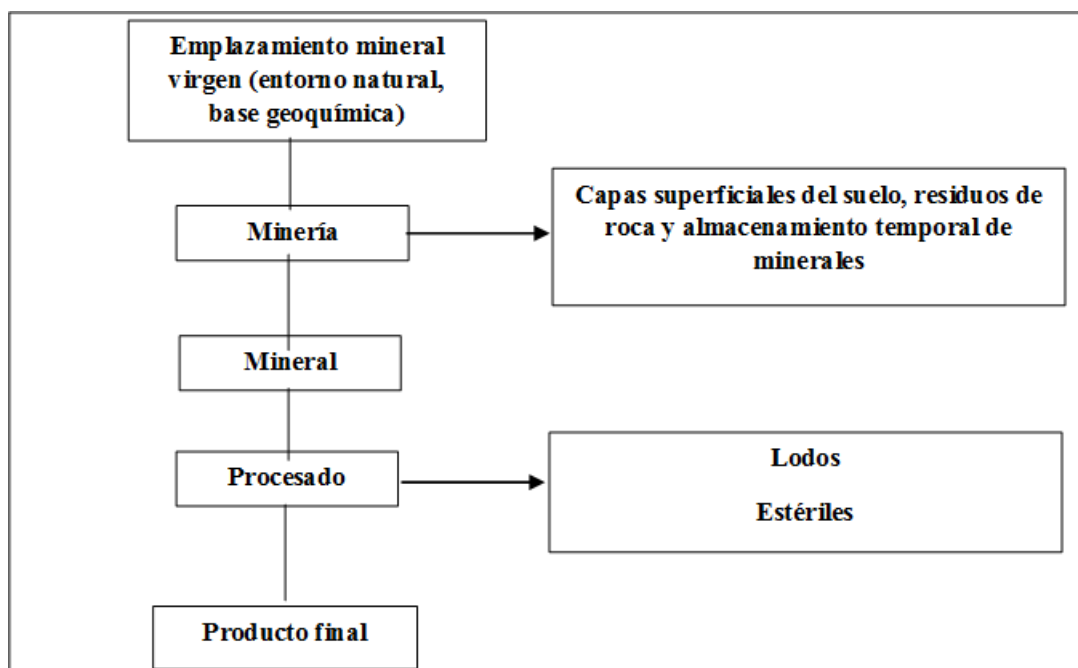 Emplazamiento mineral
virgen (entorno natural,
base geoquímica)
Capas superficiales del suelo, residuos de
roca y almacenamiento temporal de
minerales
Minería
Mineral
Procesado
Lodos
Estériles
Producto final